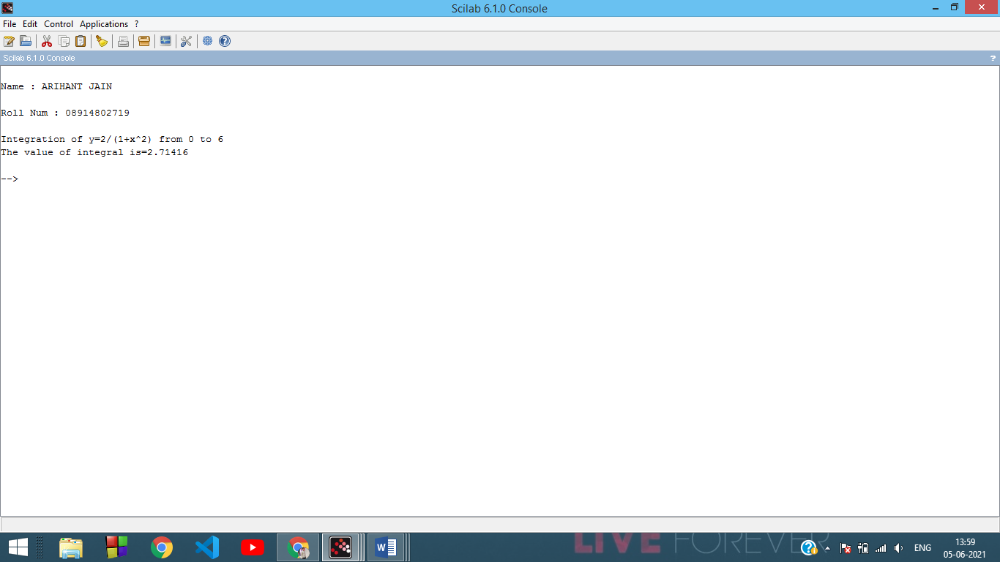 Scilab 6.1.0 Console
File Edit Control Applications ?
Scilab 6.1.0 Console ?
Name : ARIHANT JAIN
Roll Num : 08914802719
Integration of y=2/(1+x^2) from 0 to 6
The value of integral is=2.71416
-->
LIVE FOREVER
ENG
13:59
05-06-2021